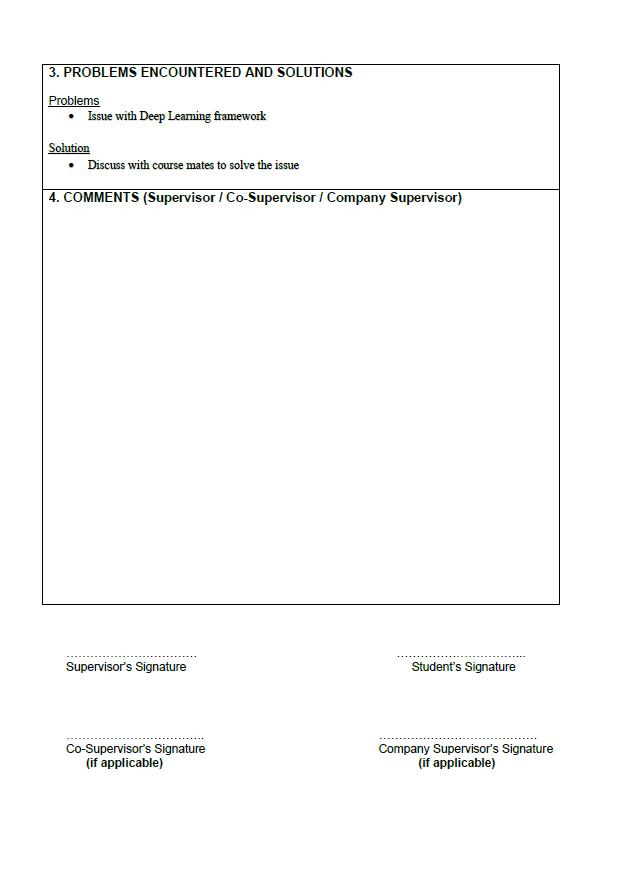 3. PROBLEMS ENCOUNTERED AND SOLUTIONS
Problems
• Issue with Deep Learning framework
Solution
• Discuss with course mates to solve the issue
4. COMMENTS (Supervisor / Co-Supervisor / Company Supervisor)
…………………………… ……………………………..
Supervisor’s Signature Student’s Signature
……………………………. ………………………………….
Co-Supervisor’s Signature Company Supervisor’s Signature
(if applicable) (if applicable)